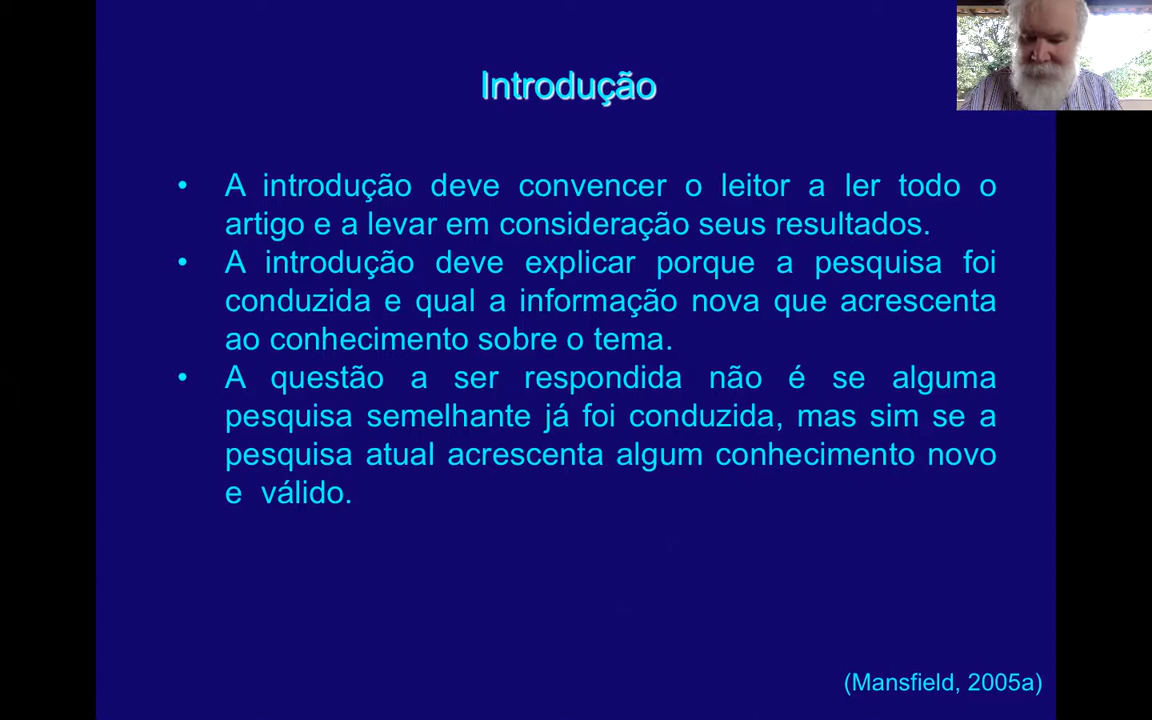 Introdução
• A introdução deve convencer o leitor a ler todo o
artigo e a levar em consideração seus resultados.
• A introdução deve explicar porque a pesquisa foi
conduzida e qual a informação nova que acrescenta
ao conhecimento sobre o tema.
• A questão a ser respondida não é se alguma
pesquisa semelhante já foi conduzida, mas sim se a
pesquisa atual acrescenta algum conhecimento novo
e válido.
(Mansfield, 2005a)